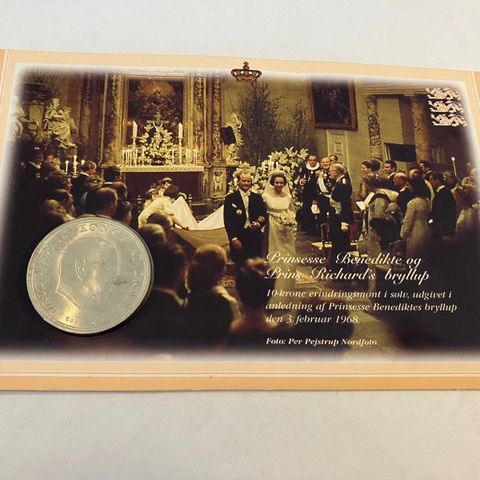 Prinsesse Benedikte og
Prins Richard's bryllup
10-krone erindringsmønt i sølv, udgivet i
anledning af Prinsesse Benediktes bryllup
den 3. februar 1968.
Foto: Per Pejstrup Nordfoto